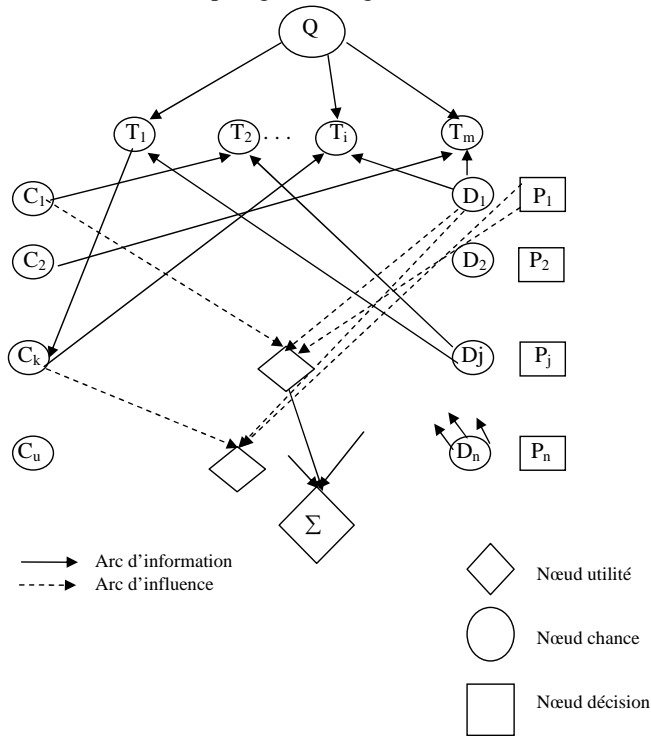 Q
T1 T2 . . . Ti Tm
C1 D1 P1
C2 D2 P2
Ck Dj Pj
Cu Dn Pn
Σ
Arc d'information
Arc d'influence
Nœud utilité
Nœud chance
Nœud décision